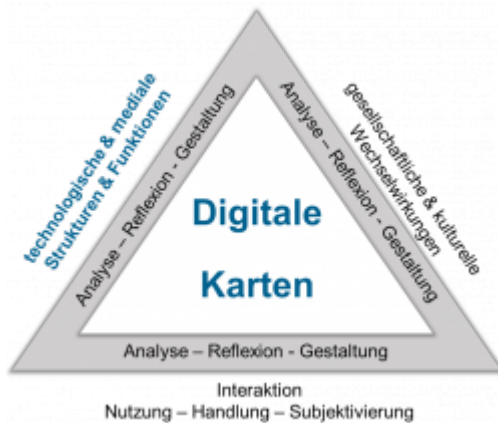 technologische & mediale
Strukturen & Funktionen
Analyse – Reflexion - Gestaltung
gesellschaftliche & kulturelle
Wechselwirkungen
Analyse – Reflexion - Gestaltung
Digitale
Karten
Analyse – Reflexion - Gestaltung
Interaktion
Nutzung – Handlung – Subjektivierung